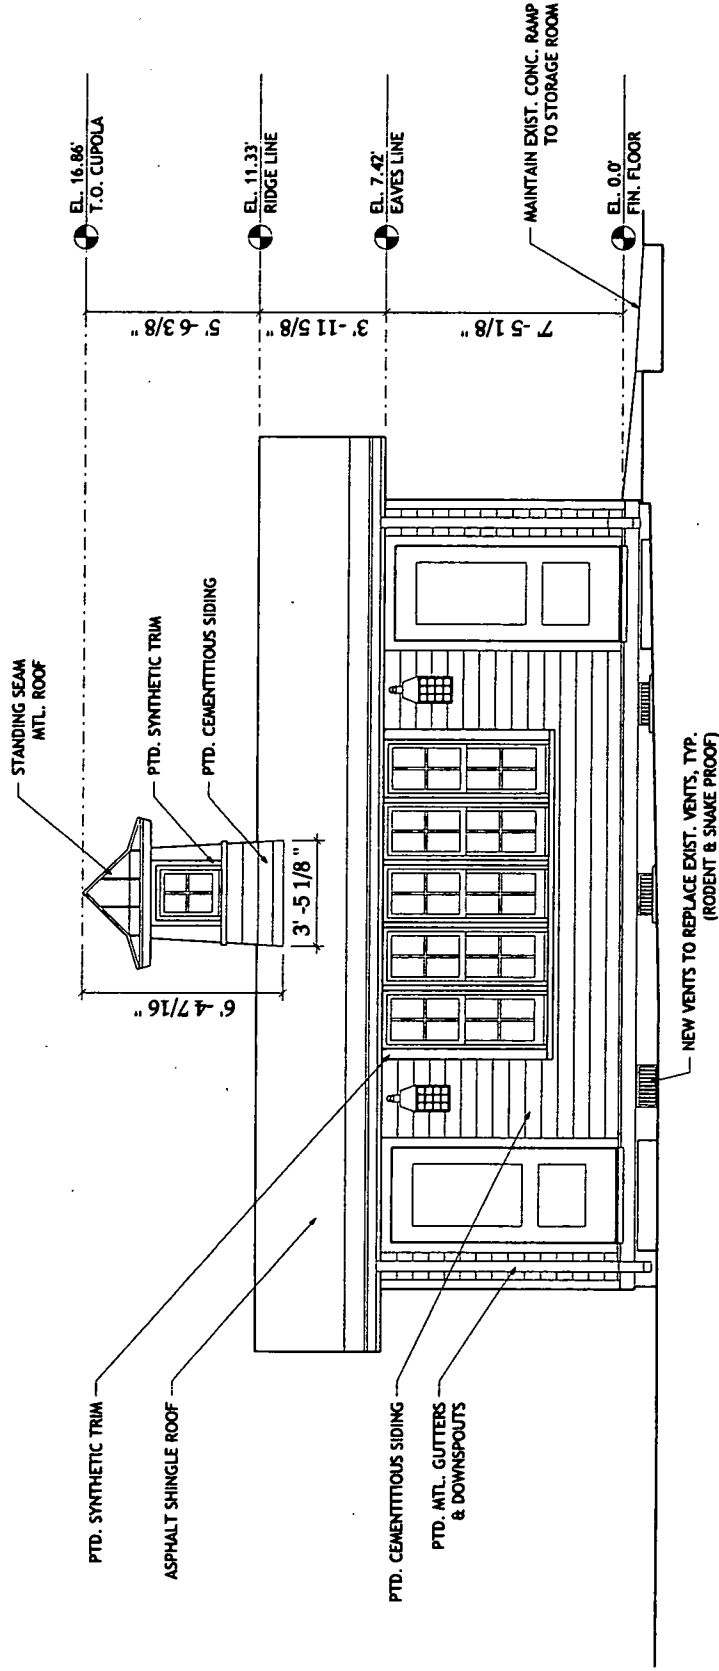 STANDING SEAM
MTL. ROOF
PTD. SYNTHETIC TRIM
PTD. CEMENTITIOUS SIDING
EL. 16.86'
T.O. CUPOLA
EL. 11.33'
RIDGE LINE
EL. 7.42'
EAVES LINE
EL. 0.0'
FIN. FLOOR
5' -6 3/8 "
3' -11 5/8 "
7' -5 1/8 "
6' -4 7/16 "
3' -5 1/8 "
MAINTAIN EXIST. CONC. RAMP
TO STORAGE ROOM
PTD. SYNTHETIC TRIM
ASPHALT SHINGLE ROOF
PTD. CEMENTITIOUS SIDING
PTD. MTL. GUTTERS
& DOWNSPOUTS
NEW VENTS TO REPLACE EXIST. VENTS, TYP.
(RODENT & SNAKE PROOF)